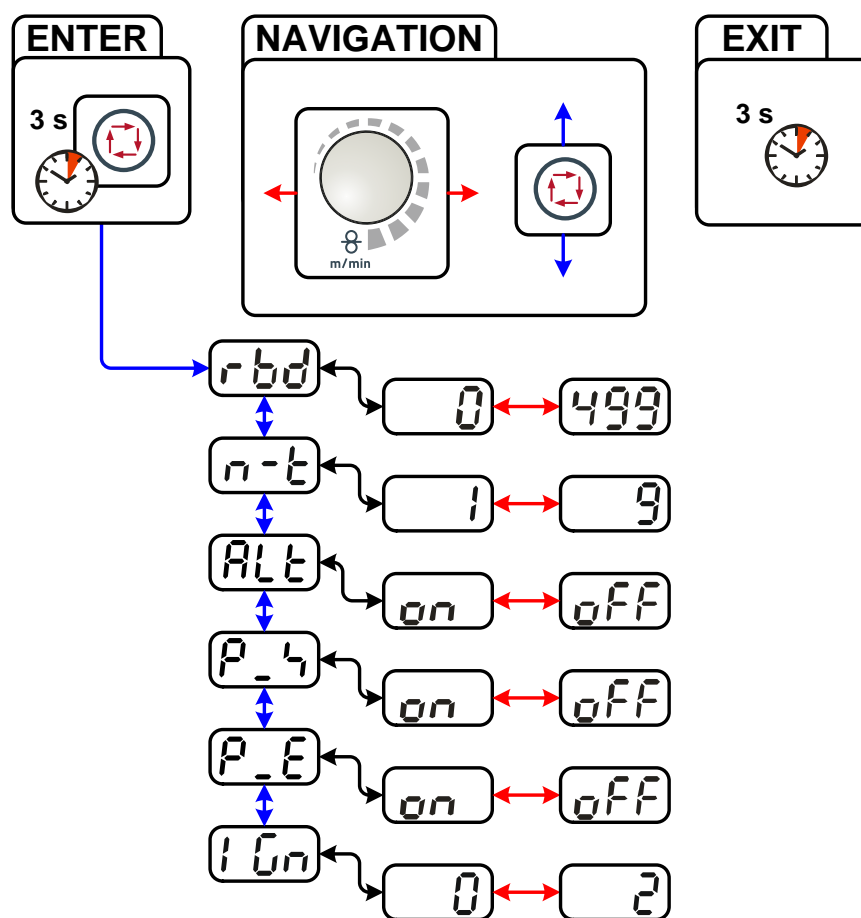 ENTER
NAVIGATION
EXIT
3 s
3 s
m/min
rbd
0
499
n-t
1
9
ALt
on
oFF
P_4
on
oFF
P_E
on
oFF
IGn
0
2